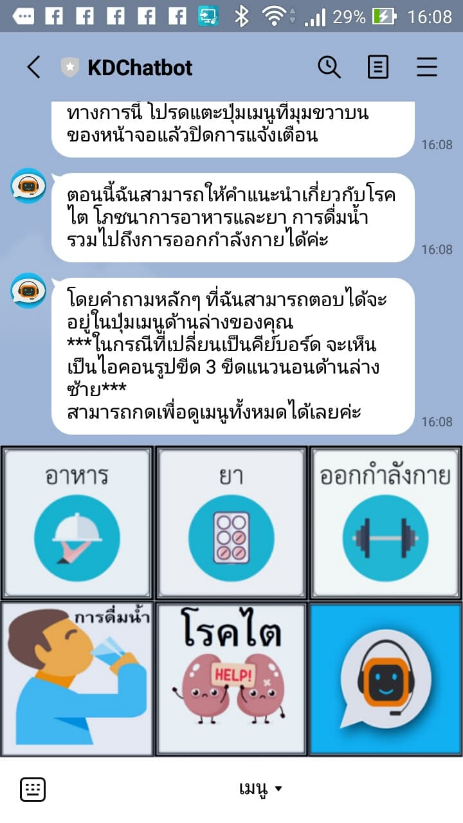 29% 16:08
KDChatbot
ทางการนี้ โปรดแตะปุ่มเมนูที่มุมขวาบน
ของหน้าจอแล้วปิดการแจ้งเตือน
16:08
ตอนนี้ฉันสามารถให้คำแนะนำเกี่ยวกับโรค
ไต โภชนาการอาหารและยา การดื่มน้ำ
รวมไปถึงการออกกำลังกายได้ค่ะ
16:08
โดยคำถามหลักๆ ที่ฉันสามารถตอบได้จะ
อยู่ในปุ่มเมนูด้านล่างของคุณ
***ในกรณีที่เปลี่ยนเป็นคีย์บอร์ด จะเห็น
เป็นไอคอนรูปขีด 3 ขีดแนวนอนด้านล่าง
ซ้าย***
สามารถกดเพื่อดูเมนูทั้งหมดได้เลยค่ะ
16:08
อาหาร
ยา
ออกกำลังกาย
การดื่มน้ำ
โรคไต
HELP!
เมนู